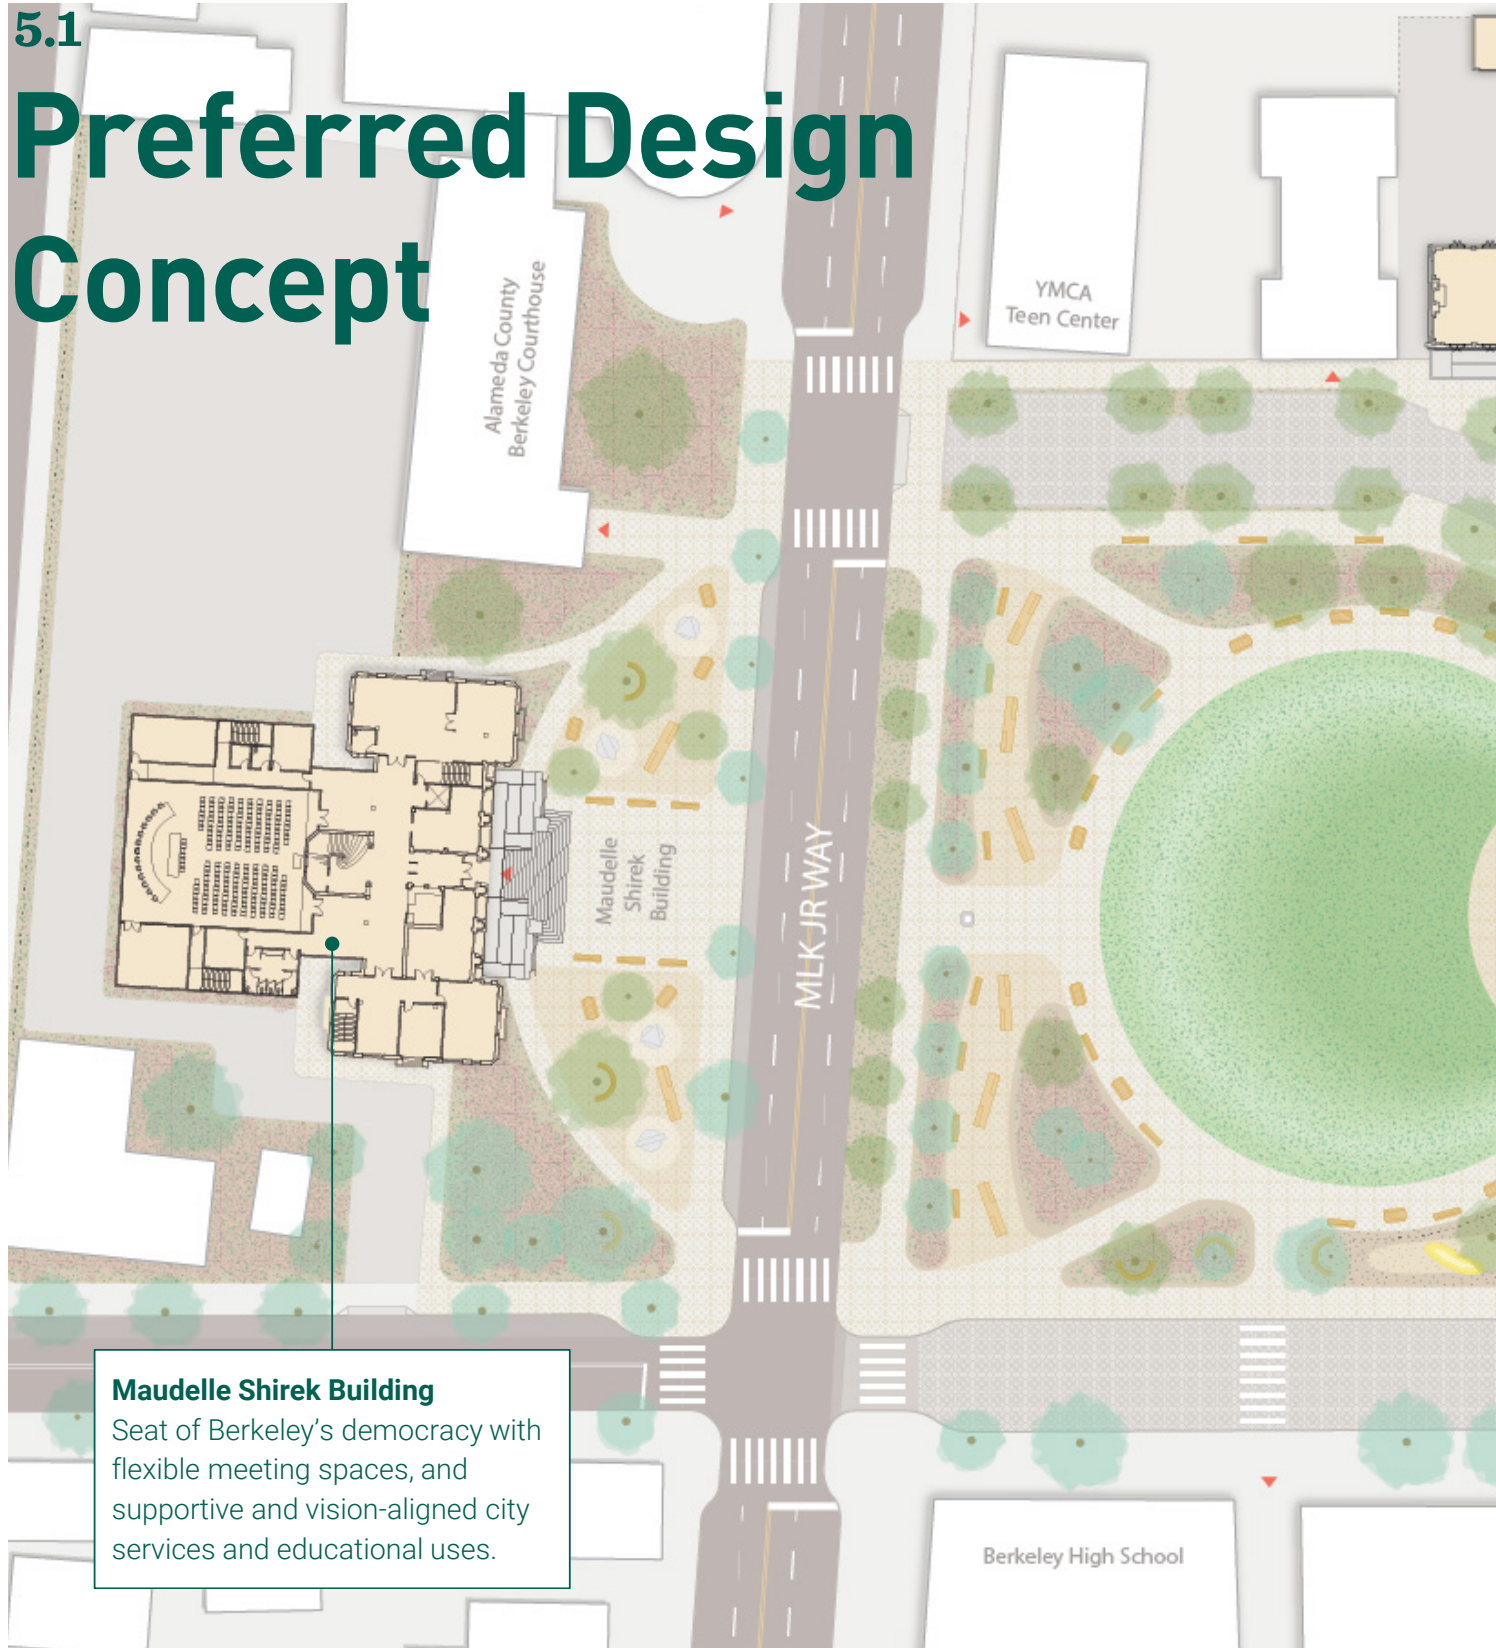 5.1
Preferred Design
Concept
Alameda County
Berkeley Courthouse
YMCA
Teen Center
Maudelle
Shirek
Building
MLK JR WAY
Maudelle Shirek Building
Seat of Berkeley’s democracy with
flexible meeting spaces, and
supportive and vision-aligned city
services and educational uses.
Berkeley High School